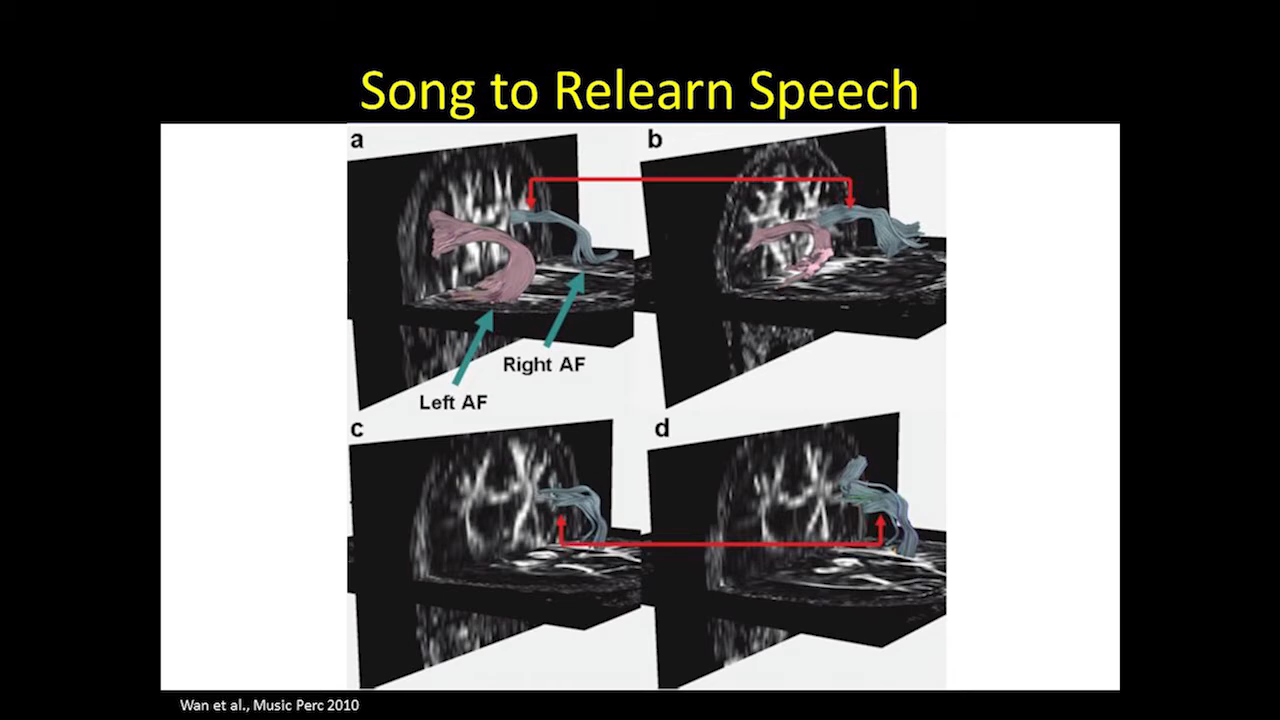 Song to Relearn Speech
a
b
Right AF
Left AF
c
d
Wan et al., Music Perc 2010